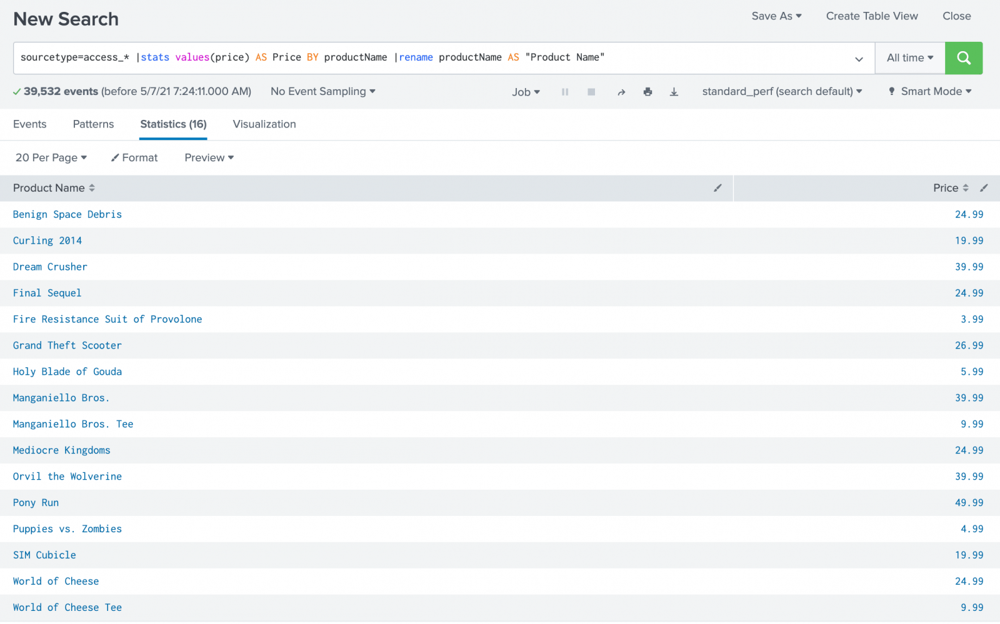 New Search
Save As Create Table View Close
sourcetype=access_* |stats values(price) AS Price BY productName |rename productName AS "Product Name"
All time
39,532 events (before 5/7/21 7:24:11.000 AM) No Event Sampling Job standard_perf (search default) Smart Mode
Events Patterns Statistics (16) Visualization
20 Per Page Format Preview
Product Name Price
Benign Space Debris 24.99
Curling 2014 19.99
Dream Crusher 39.99
Final Sequel 24.99
Fire Resistance Suit of Provolone 3.99
Grand Theft Scooter 26.99
Holy Blade of Gouda 5.99
Manganiello Bros. 39.99
Manganiello Bros. Tee 9.99
Mediocre Kingdoms 24.99
Orvil the Wolverine 39.99
Pony Run 49.99
Puppies vs. Zombies 4.99
SIM Cubicle 19.99
World of Cheese 24.99
World of Cheese Tee 9.99